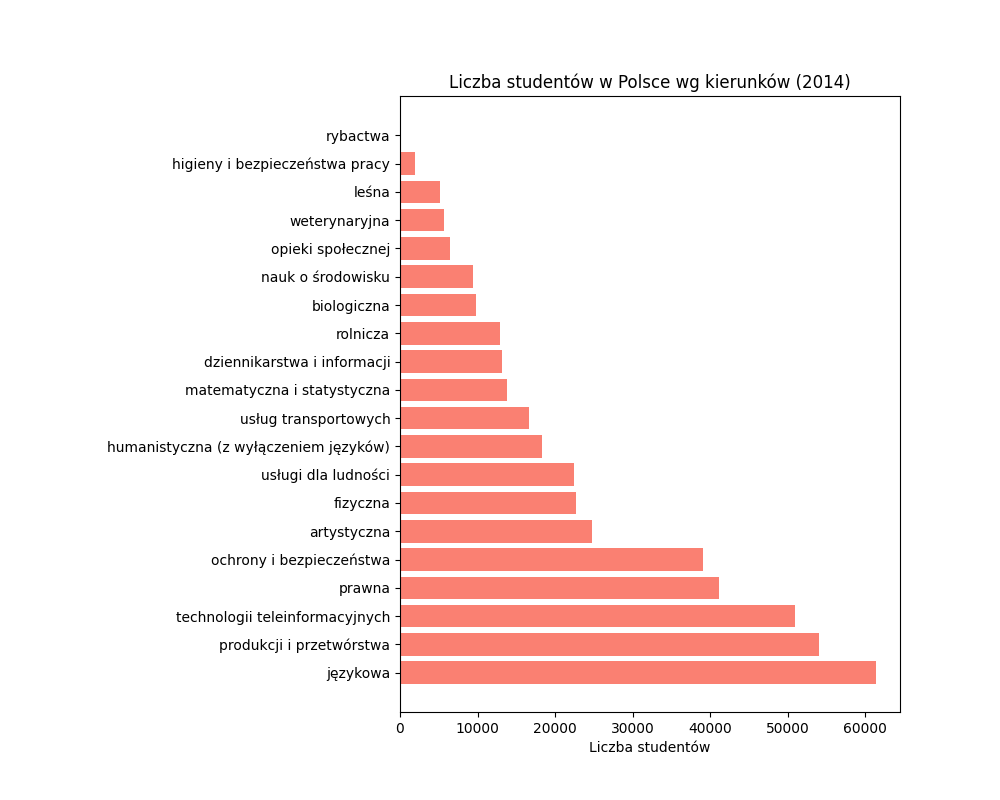 Liczba studentów w Polsce wg kierunków (2014)
rybactwa
higieny i bezpieczeństwa pracy
leśna
weterynaryjna
opieki społecznej
nauk o środowisku
biologiczna
rolnicza
dziennikarstwa i informacji
matematyczna i statystyczna
usług transportowych
humanistyczna (z wyłączeniem języków)
usługi dla ludności
fizyczna
artystyczna
ochrony i bezpieczeństwa
prawna
technologii teleinformacyjnych
produkcji i przetwórstwa
językowa
0 10000 20000 30000 40000 50000 60000
Liczba studentów